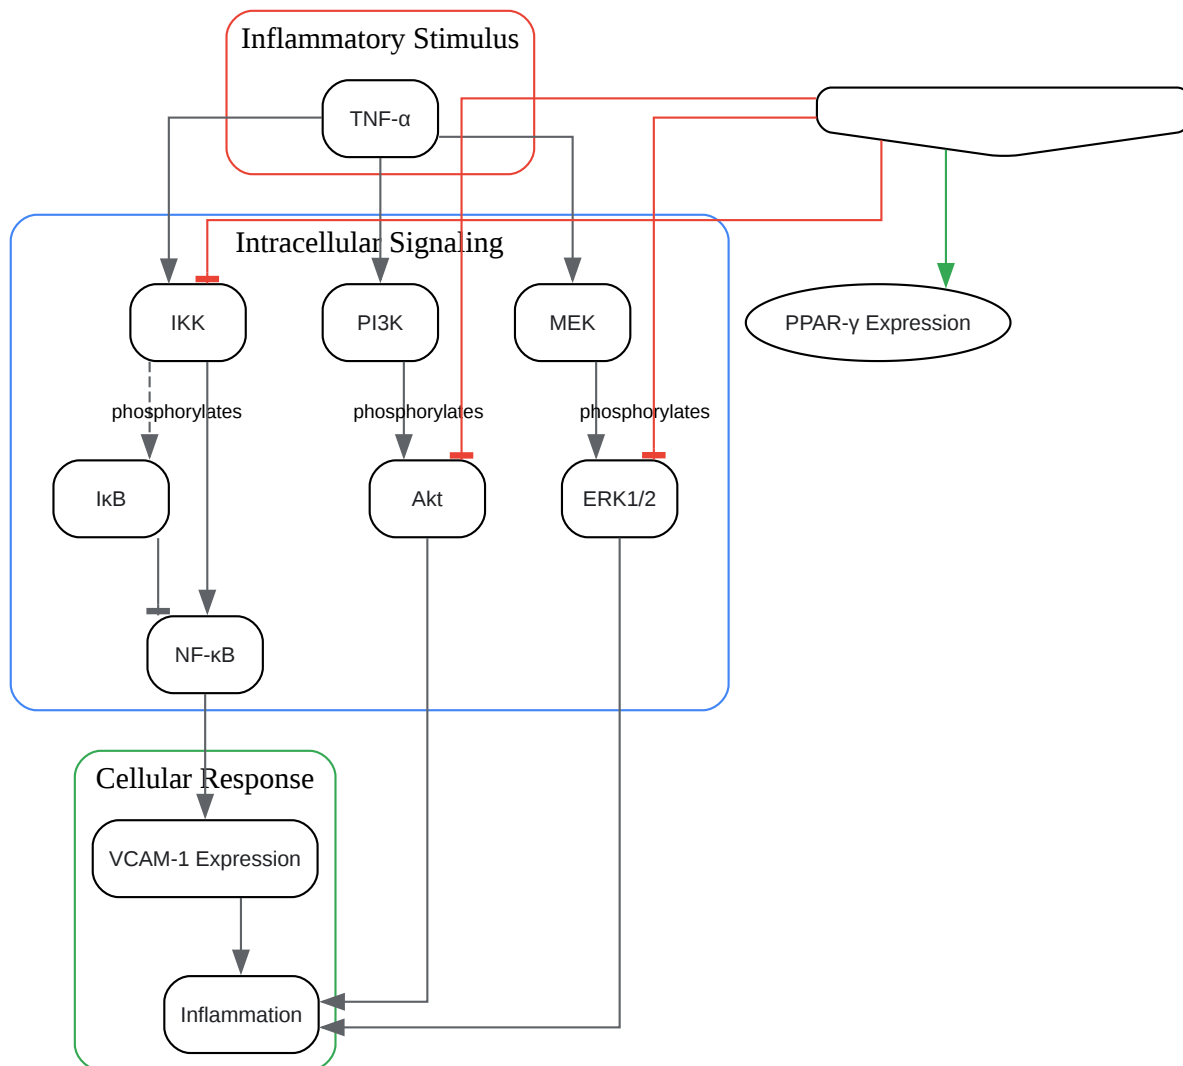 Inflammatory Stimulus
TNF-α
Intracellular Signaling
IKK
PI3K
MEK
PPAR-γ Expression
phosphorylates
phosphorylates
phosphorylates
IκB
Akt
ERK1/2
NF-κB
Cellular Response
VCAM-1 Expression
Inflammation